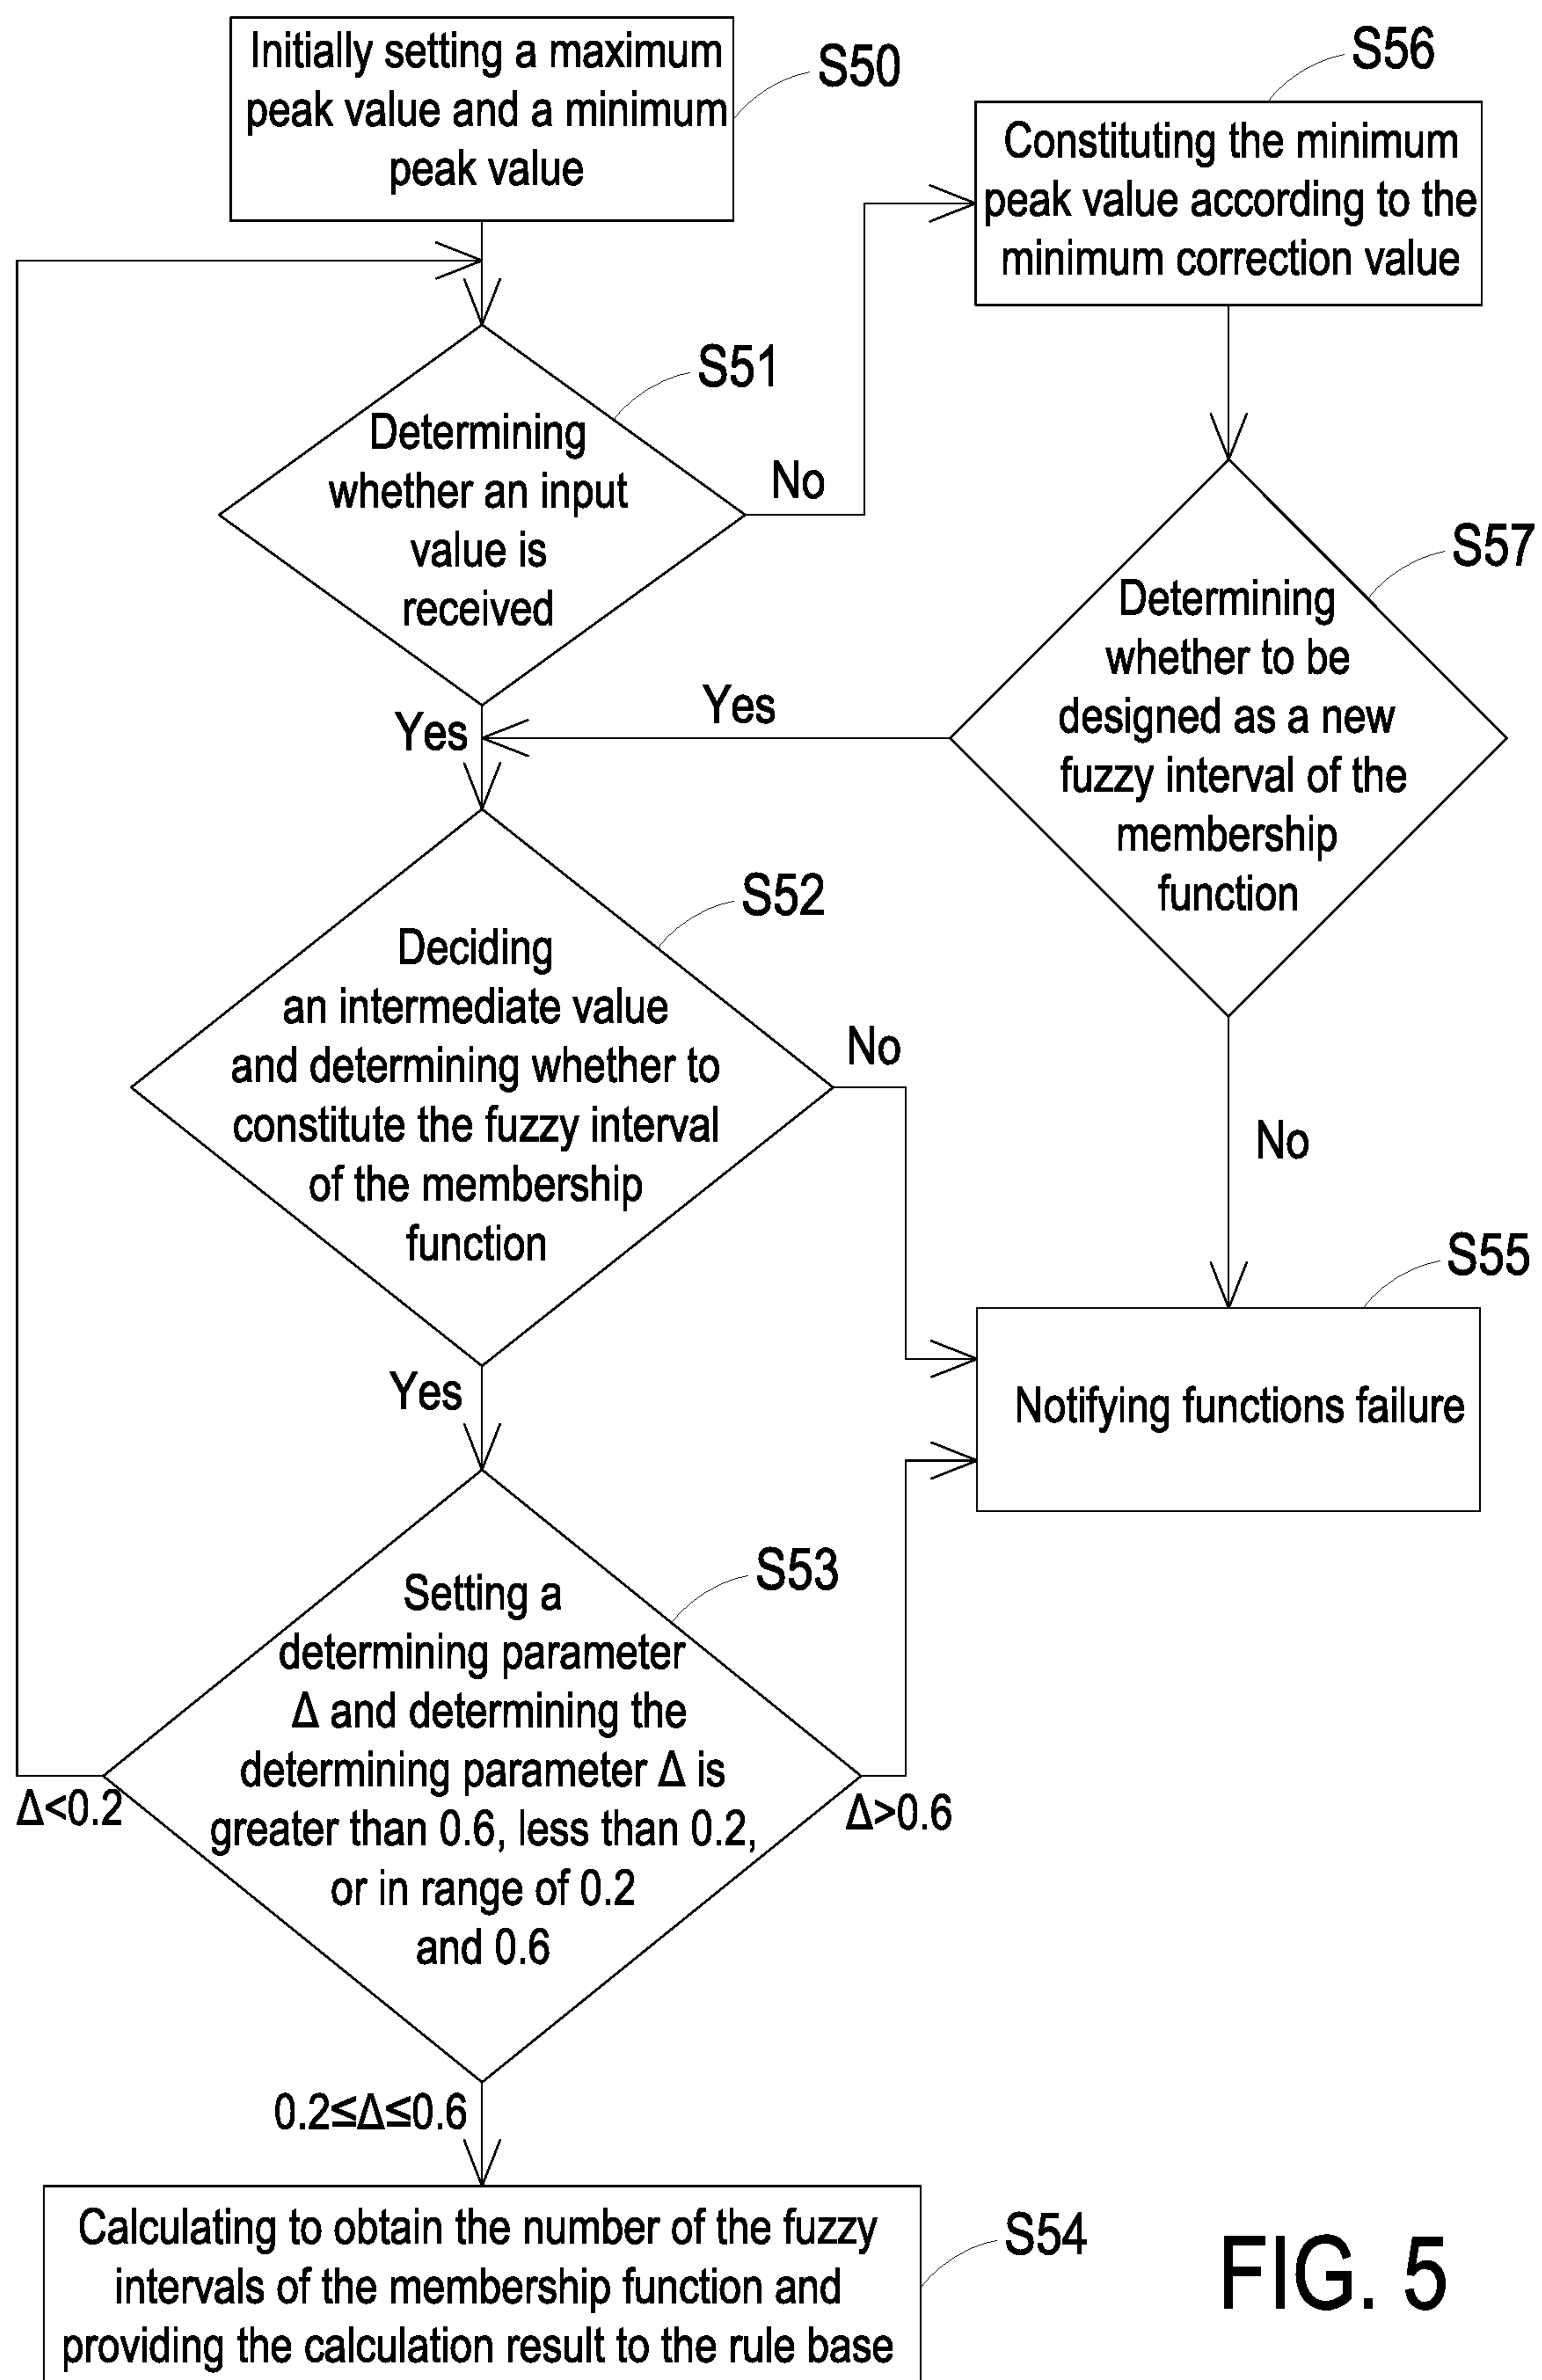 Initially setting a maximum
peak value and a minimum
peak value
S50
S56
Constituting the minimum
peak value according to the
minimum correction value
S51
Determining
whether an input
value is
received
No
S57
Determining
whether to be
designed as a new
fuzzy interval of the
membership
function
Yes
Yes
S52
Deciding
an intermediate value
and determining whether to
constitute the fuzzy interval
of the membership
function
No
No
S55
Notifying functions failure
Yes
S53
Setting a
determining parameter
Δ and determining the
determining parameter Δ is
greater than 0.6, less than 0.2,
or in range of 0.2
and 0.6
Δ<0.2
Δ>0.6
0.2≤Δ≤0.6
Calculating to obtain the number of the fuzzy
intervals of the membership function and
providing the calculation result to the rule base
S54
FIG. 5